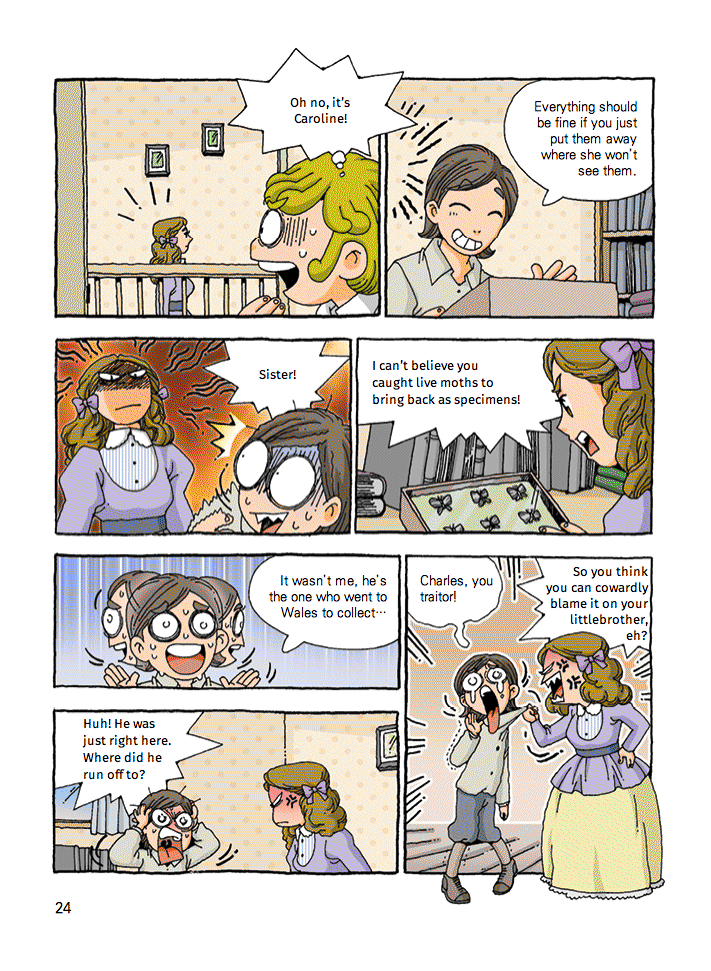 Oh no, it's
Caroline!
Everything should
be fine if you just
put them away
where she won't
see them.
Sister!
I can't believe you
caught live moths to
bring back as specimens!
It wasn't me, he's
the one who went to
Wales to collect…
Huh! He was
just right here.
Where did he
run off to?
Charles, you
traitor!
So you think
you can cowardly
blame it on your
littlebrother,
eh?
24